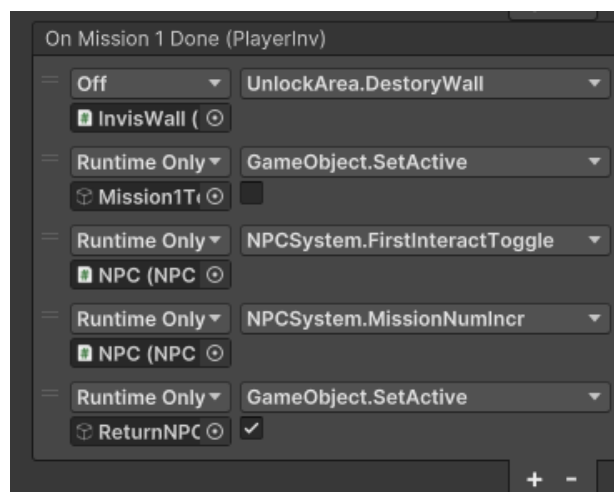 On Mission 1 Done (PlayerInv)
Off UnlockArea.DestoryWall
InvisWall (
Runtime Only GameObject.SetActive
Mission1To
Runtime Only NPCSystem.FirstInteractToggle
NPC (NPC
Runtime Only NPCSystem.MissionNumIncr
NPC (NPC
Runtime Only GameObject.SetActive
ReturnNPC
+ -